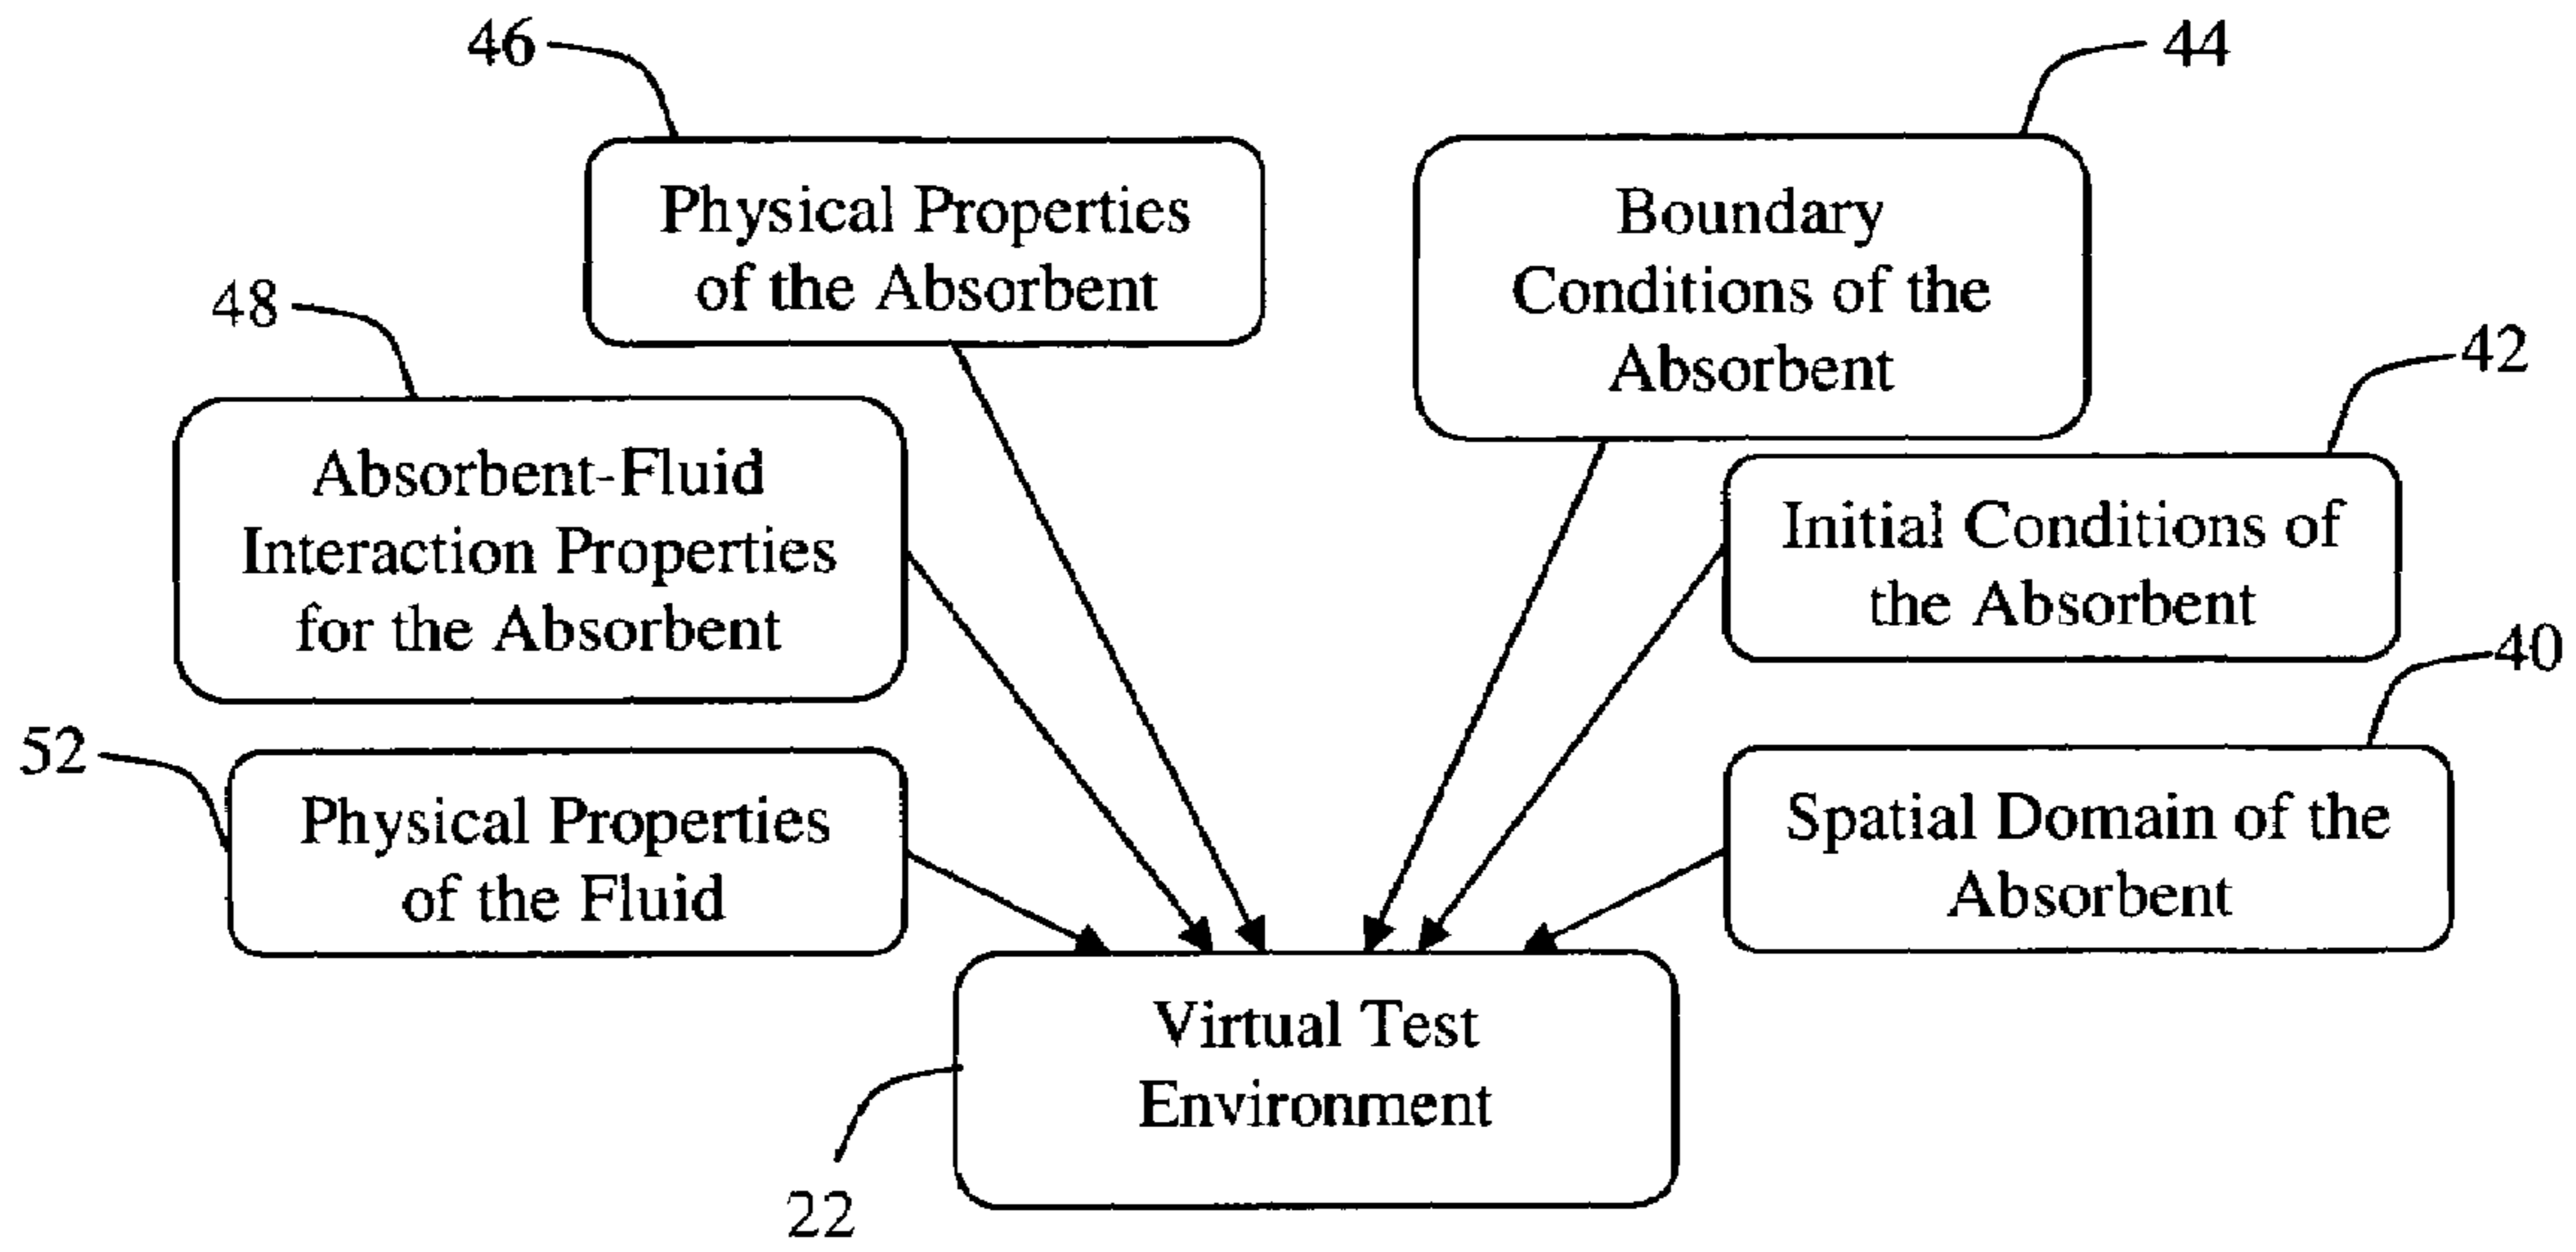 46
44
Physical Properties
of the Absorbent
Boundary
Conditions of the
Absorbent
48
42
Absorbent-Fluid
Interaction Properties
for the Absorbent
Initial Conditions of
the Absorbent
40
52
Physical Properties
of the Fluid
Spatial Domain of the
Absorbent
Virtual Test
Environment
22